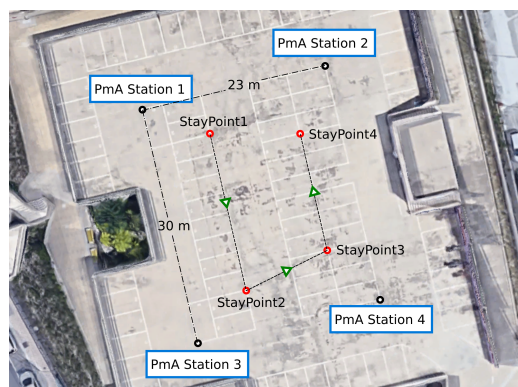 PmA Station 2
PmA Station 1
23 m
StayPoint1
StayPoint4
30 m
StayPoint3
StayPoint2
PmA Station 4
PmA Station 3